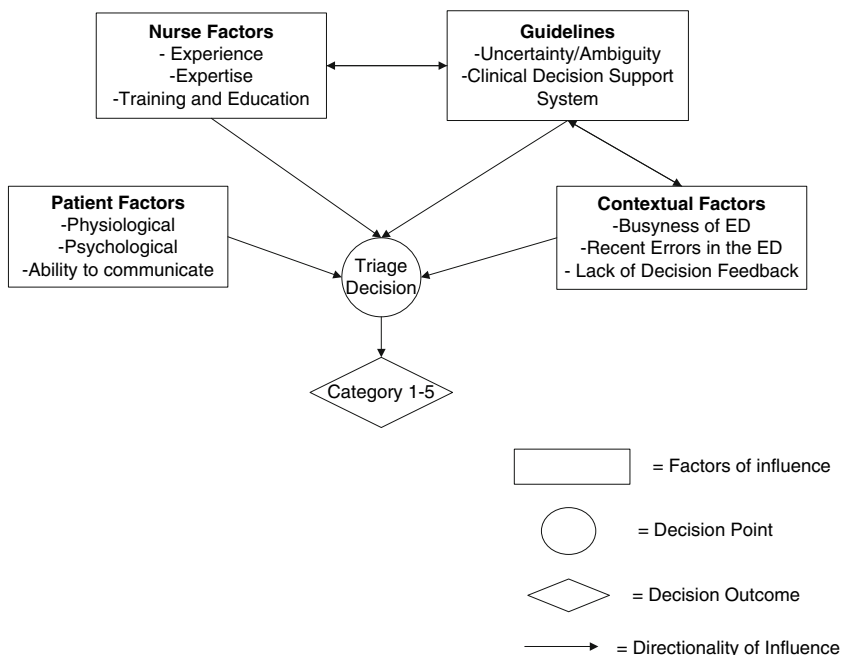 Nurse Factors
- Experience
-Expertise
-Training and Education
Guidelines
-Uncertainty/Ambiguity
-Clinical Decision Support
System
Patient Factors
-Physiological
-Psychological
-Ability to communicate
Triage
Decision
Contextual Factors
-Busyness of ED
-Recent Errors in the ED
- Lack of Decision Feedback
Category 1-5
= Factors of influence
= Decision Point
= Decision Outcome
= Directionality of Influence